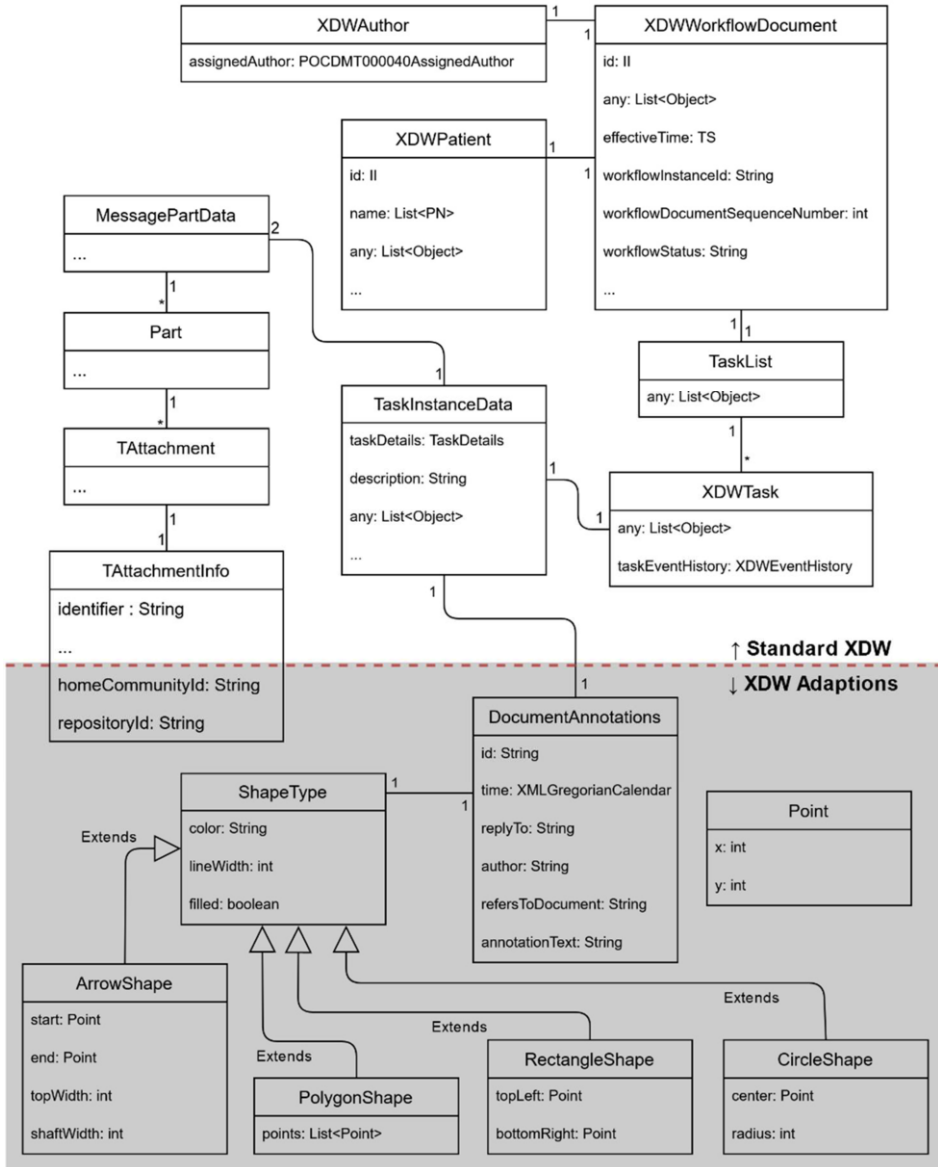 XDWAuthor
assignedAuthor: POCDMT000040AssignedAuthor
1
1
XDWWorkflowDocument
id: II
any: List<Object>
effectiveTime: TS
workflowInstanceId: String
workflowDocumentSequenceNumber: int
workflowStatus: String
...
XDWPatient
id: II
name: List<PN>
any: List<Object>
...
1
1
MessagePartData
...
2
1
*
Part
...
1
*
TAttachment
...
1
1
TAttachmentInfo
identifier : String
...
homeCommunityId: String
repositoryId: String
1
TaskInstanceData
taskDetails: TaskDetails
description: String
any: List<Object>
...
1
1
1
1
1
TaskList
any: List<Object>
1
*
XDWTask
any: List<Object>
taskEventHistory: XDWEventHistory
↑ Standard XDW
↓ XDW Adaptions
1
DocumentAnnotations
id: String
time: XMLGregorianCalendar
replyTo: String
author: String
refersToDocument: String
annotationText: String
1
1
ShapeType
color: String
lineWidth: int
filled: boolean
Point
x: int
y: int
Extends
ArrowShape
start: Point
end: Point
topWidth: int
shaftWidth: int
Extends
PolygonShape
points: List<Point>
Extends
RectangleShape
topLeft: Point
bottomRight: Point
Extends
CircleShape
center: Point
radius: int